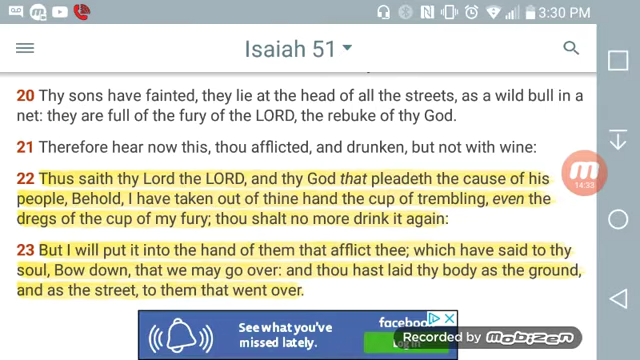 3:30 PM
Isaiah 51
20 Thy sons have fainted, they lie at the head of all the streets, as a wild bull in a
net: they are full of the fury of the LORD, the rebuke of thy God.
21 Therefore hear now this, thou afflicted, and drunken, but not with wine:
22 Thus saith thy Lord the LORD, and thy God that pleadeth the cause of his
people, Behold, I have taken out of thine hand the cup of trembling, even the
dregs of the cup of my fury; thou shalt no more drink it again:
14:33
23 But I will put it into the hand of them that afflict thee; which have said to thy
soul, Bow down, that we may go over: and thou hast laid thy body as the ground,
and as the street, to them that went over.
See what you've
missed lately.
Recorded by mobizen